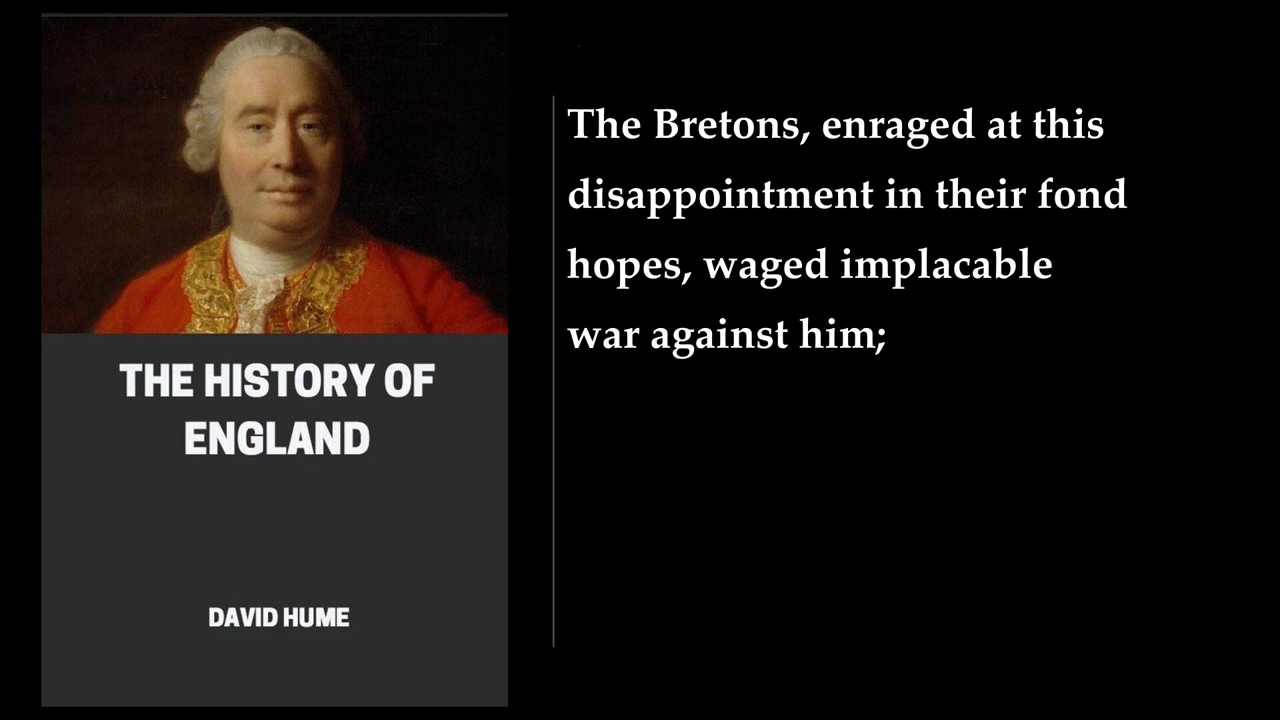 THE HISTORY OF
ENGLAND
DAVID HUME
The Bretons, enraged at this
disappointment in their fond
hopes, waged implacable
war against him;